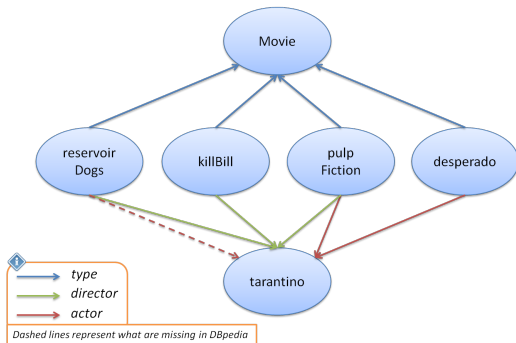 Movie
reservoir
Dogs
killBill
pulp
Fiction
desperado
tarantino
type
director
actor
Dashed lines represent what are missing in DBpedia